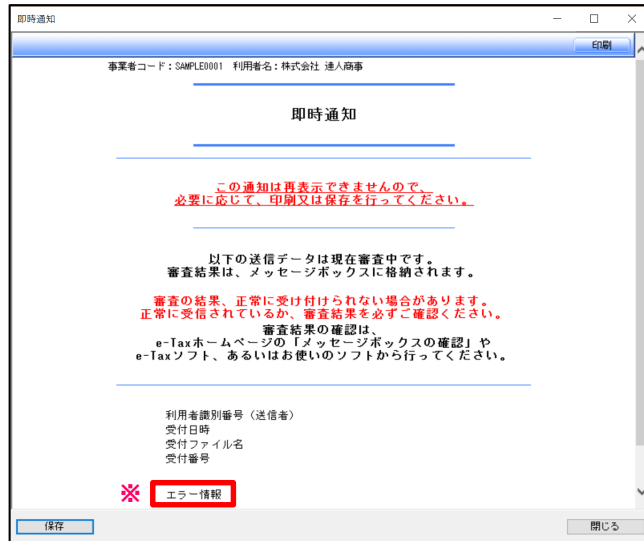 即時通知
印刷
事業者コード：SAMPLE0001 利用者名：株式会社 達人商事
即時通知
この通知は再表示できませんので、
必要に応じて、印刷又は保存を行ってください。
以下の送信データは現在審査中です。
審査結果は、メッセージボックスに格納されます。
審査の結果、正常に受け付けられない場合があります。
正常に受信されているか、審査結果を必ずご確認ください。
審査結果の確認は、
e-Taxホームページの「メッセージボックスの確認」や
e-Taxソフト、あるいはお使いのソフトから行ってください。
利用者識別番号（送信者）
受付日時
受付ファイル名
受付番号
※ エラー情報
保存 閉じる